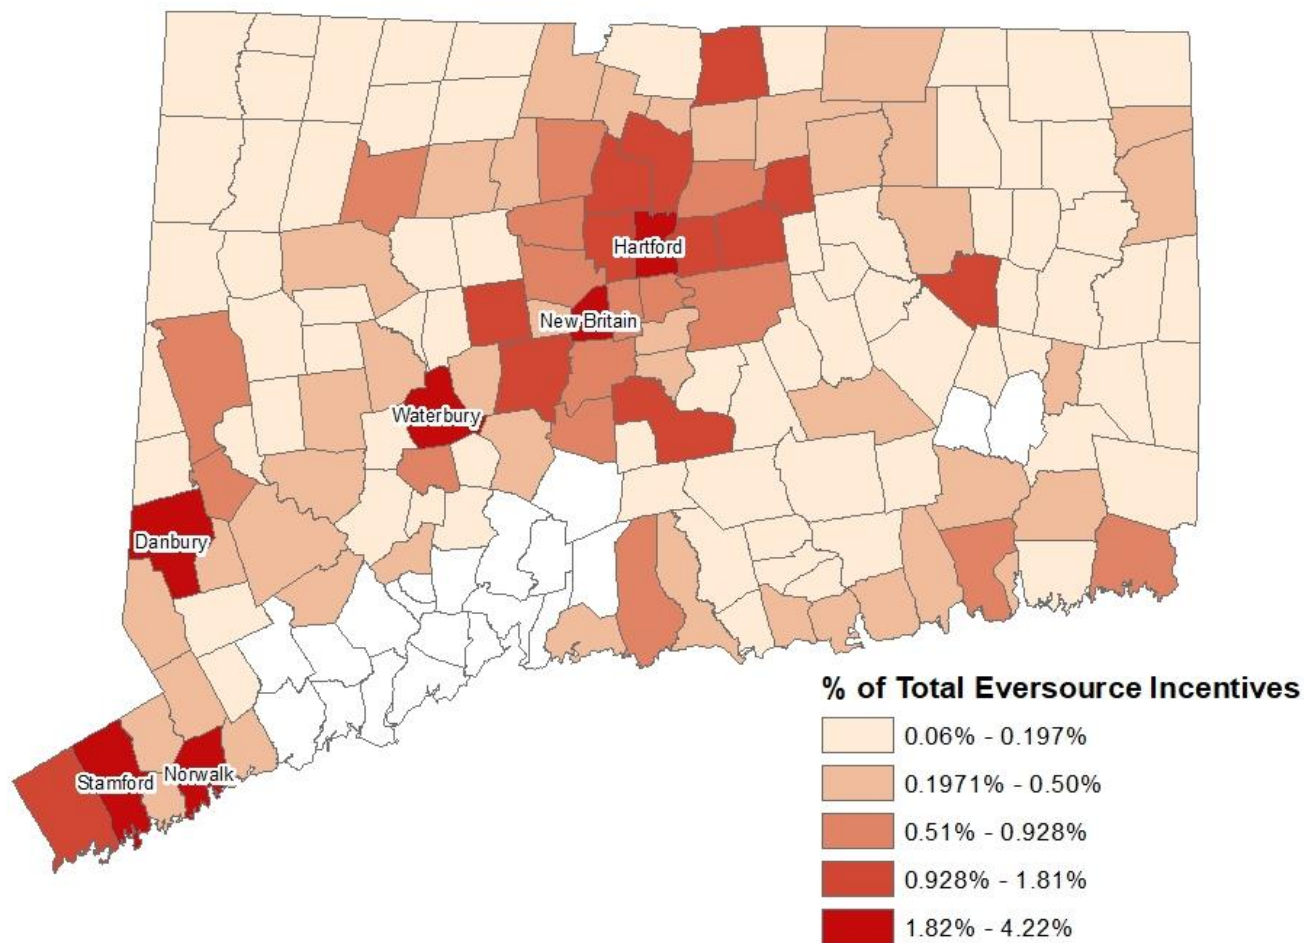 Hartford
New Britain
Waterbury
Danbury
Stamford
Norwalk
% of Total Eversource Incentives
0.06% - 0.197%
0.1971% - 0.50%
0.51% - 0.928%
0.928% - 1.81%
1.82% - 4.22%